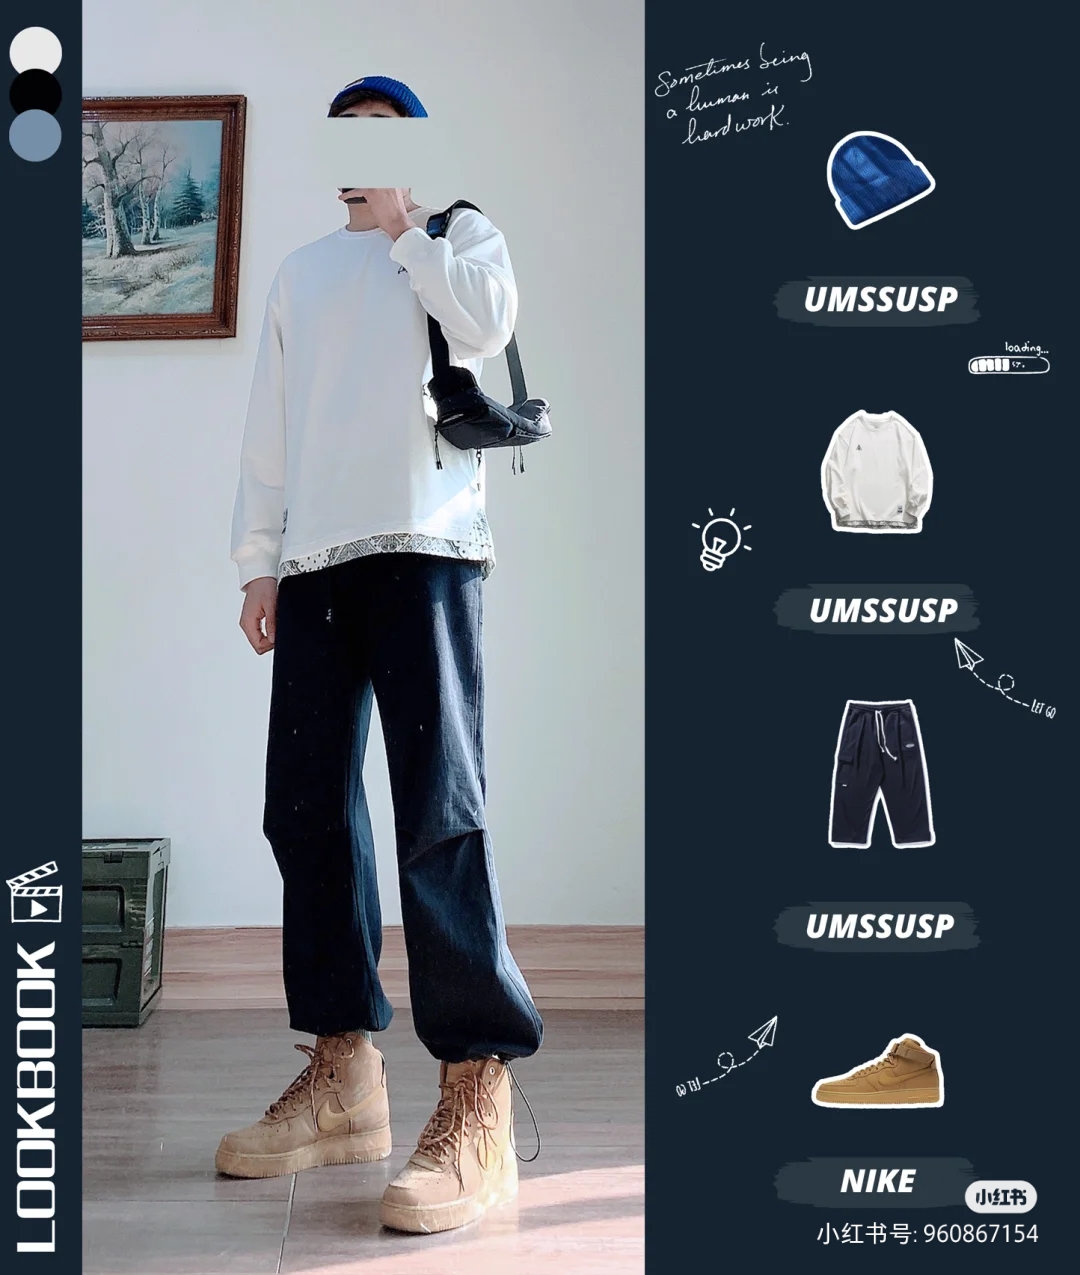 Sometimes being
a human is
hard work.
UMSSUSP
loading...
UMSSUSP
LET GO
UMSSUSP
LET GO
NIKE
小红书
小红书号: 960867154
LOOKBOOK